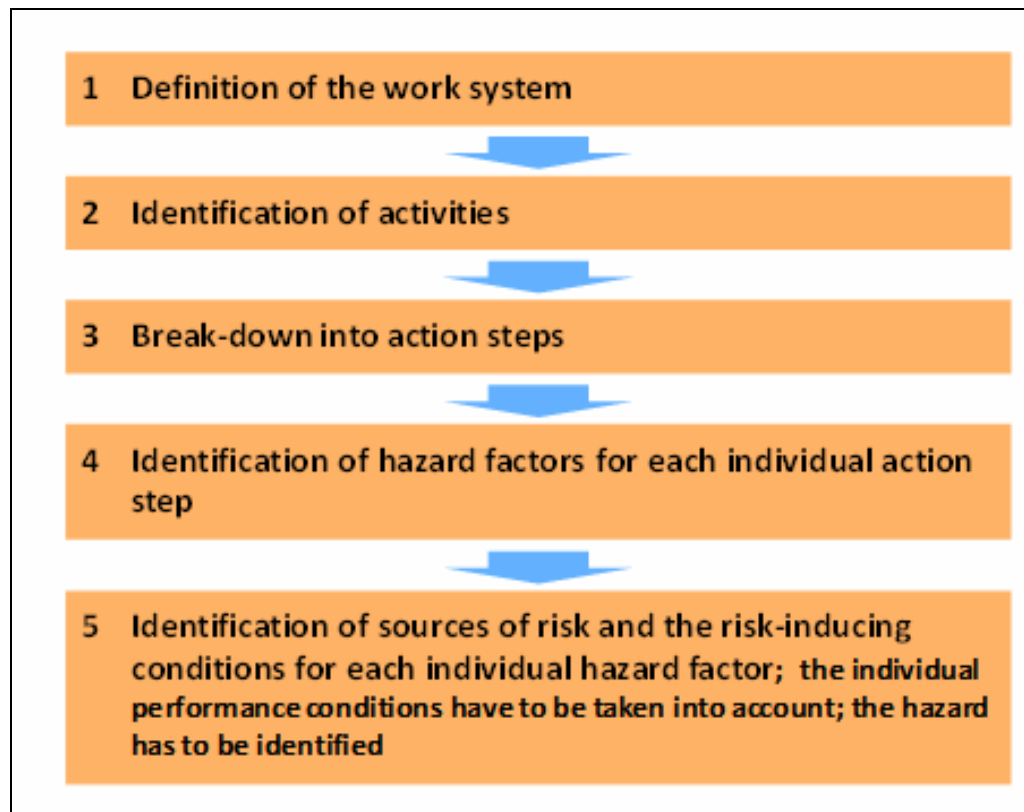 1 Definition of the work system
2 Identification of activities
3 Break-down into action steps
4 Identification of hazard factors for each individual action
step
5 Identification of sources of risk and the risk-inducing
conditions for each individual hazard factor; the individual
performance conditions have to be taken into account; the hazard
has to be identified